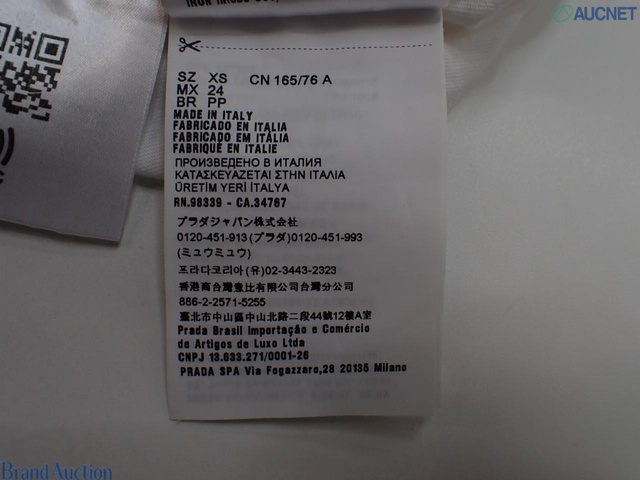 AUCNET
SZ XS CN 165/76 A
MX 24
BR PP
MADE IN ITALY
FABRICADO EN ITALIA
FABRICADO EM ITÁLIA
FABRIQUÉ EN ITALIE
ПРОИЗВЕДЕНО В ИТАЛИЯ
ΚΑΤΑΣΚΕΥΑΖΕΤΑΙ ΣΤΗΝ ΙΤΑΛΙΑ
ÜRETİM YERİ İTALYA
RN.98339 - CA.34767
プラダジャパン株式会社
0120-451-913(プラダ)0120-451-993
(ミュウミュウ)
프라다코리아 (유)02-3443-2323
香港商台灣意比有限公司台灣分公司
886-2-2571-5255
臺北市中山區中山北路二段44號12樓A室
Prada Brasil Importação e Comércio
de Artigos de Luxo Ltda
CNPJ 13.633.271/0001-26
PRADA SPA Via Fogazzaro,28 20135 Milano
Brand Auction